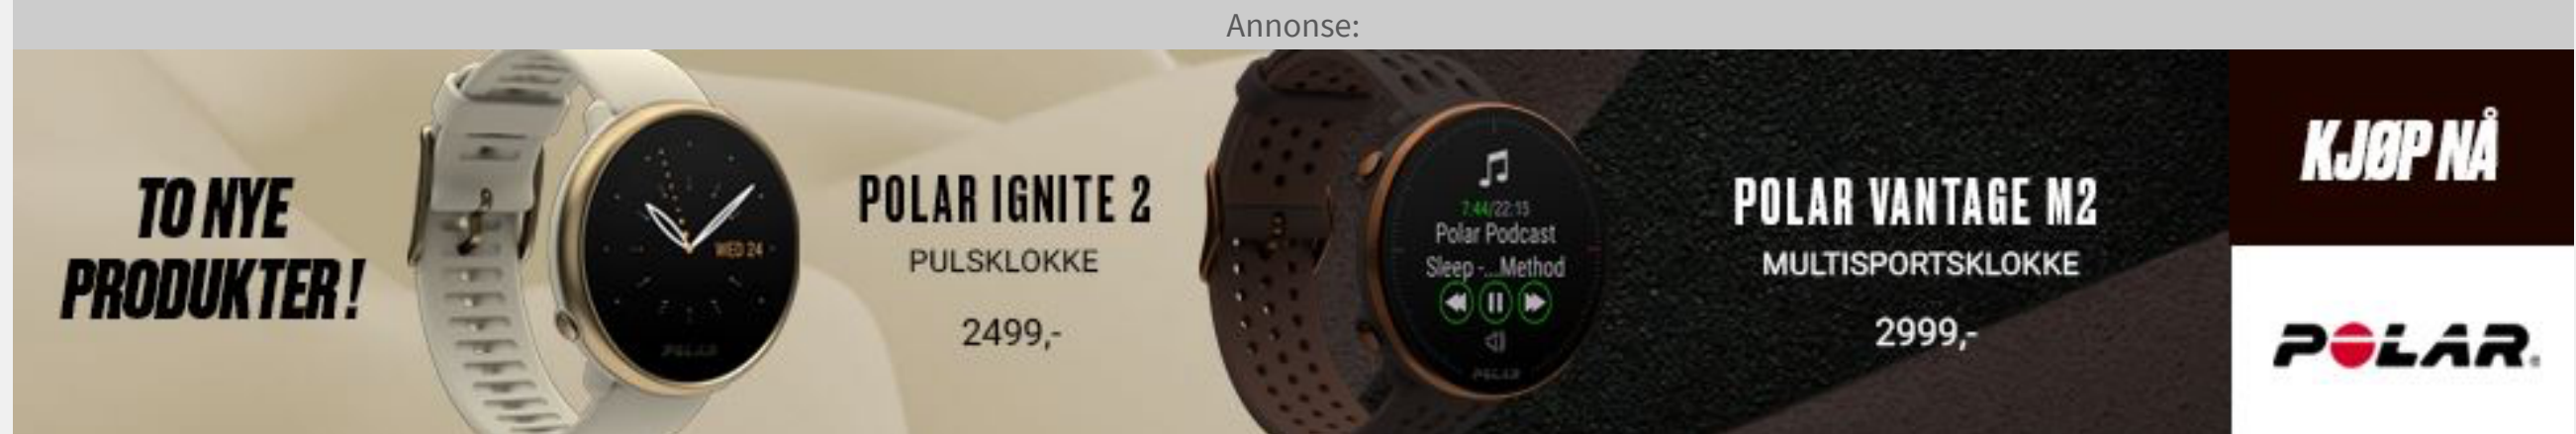 Annonse:
TO NYE
PRODUKTER!
WED 24
POLAR
POLAR IGNITE 2
PULSKLOKKE
2499,-
7:44/22:15
Polar Podcast
Sleep -...Method
POLAR
POLAR VANTAGE M2
MULTISPORTSKLOKKE
2999,-
KJØP NÅ
POLAR®